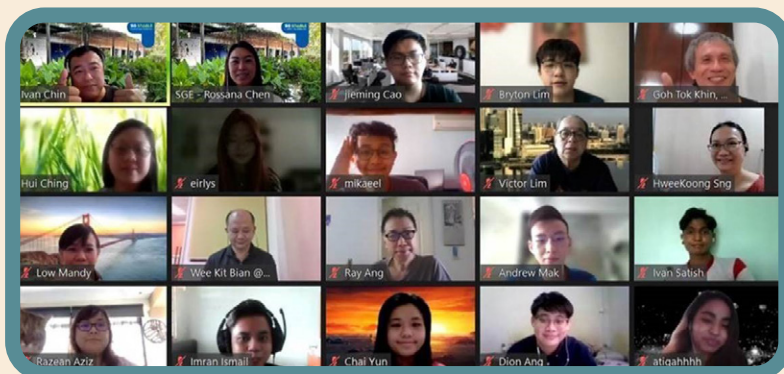 Ivan Chin
SGE - Rossana Chen
Jieming Cao
Bryton Lim
Goh Tok Khin, ...
Hui Ching
eirlys
mikaeel
Victor Lim
HweeKoong Sng
Low Mandy
Wee Kit Bian @...
Ray Ang
Andrew Mak
Ivan Satish
Razean Aziz
Imran Ismail
Chai Yun
Dion Ang
atiqahhhh